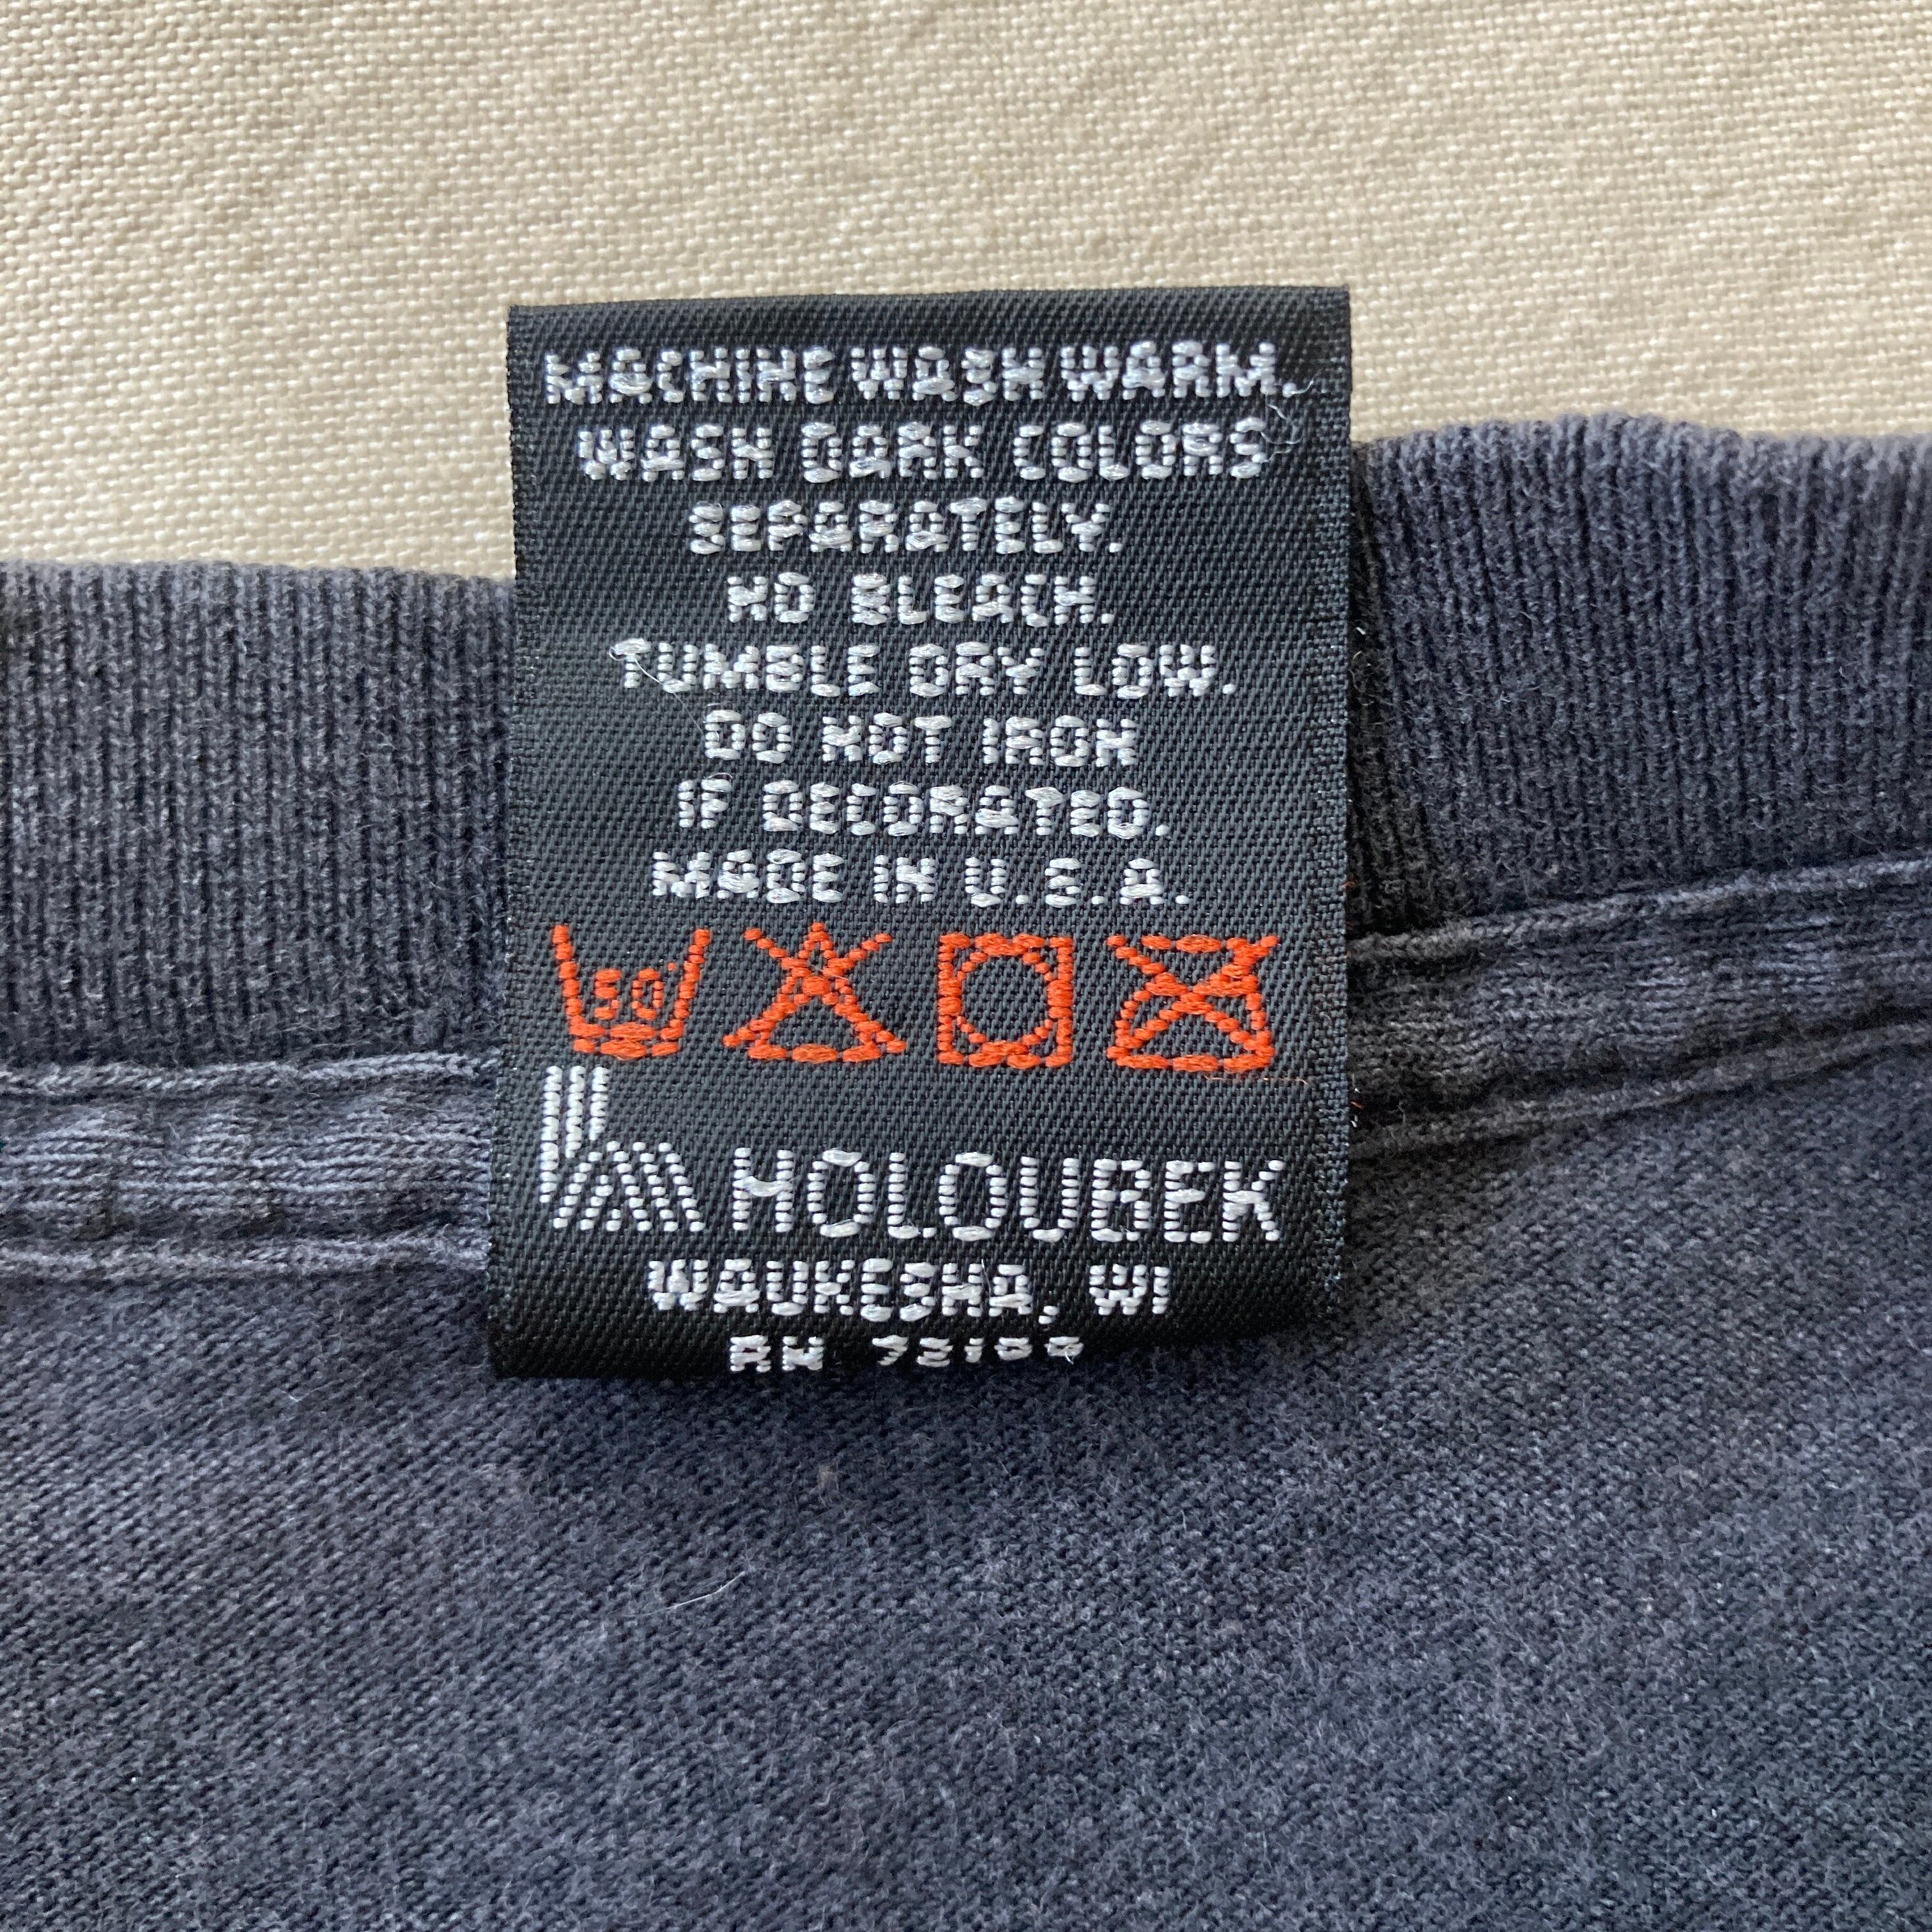 MACHINE WASH WARM.
WASH DARK COLORS
SEPARATELY.
NO BLEACH.
TUMBLE DRY LOW.
DO NOT IRON
IF DECORATED.
MADE IN U.S.A.
50°
HOLOUBEK
WAUKESHA, WI
RN